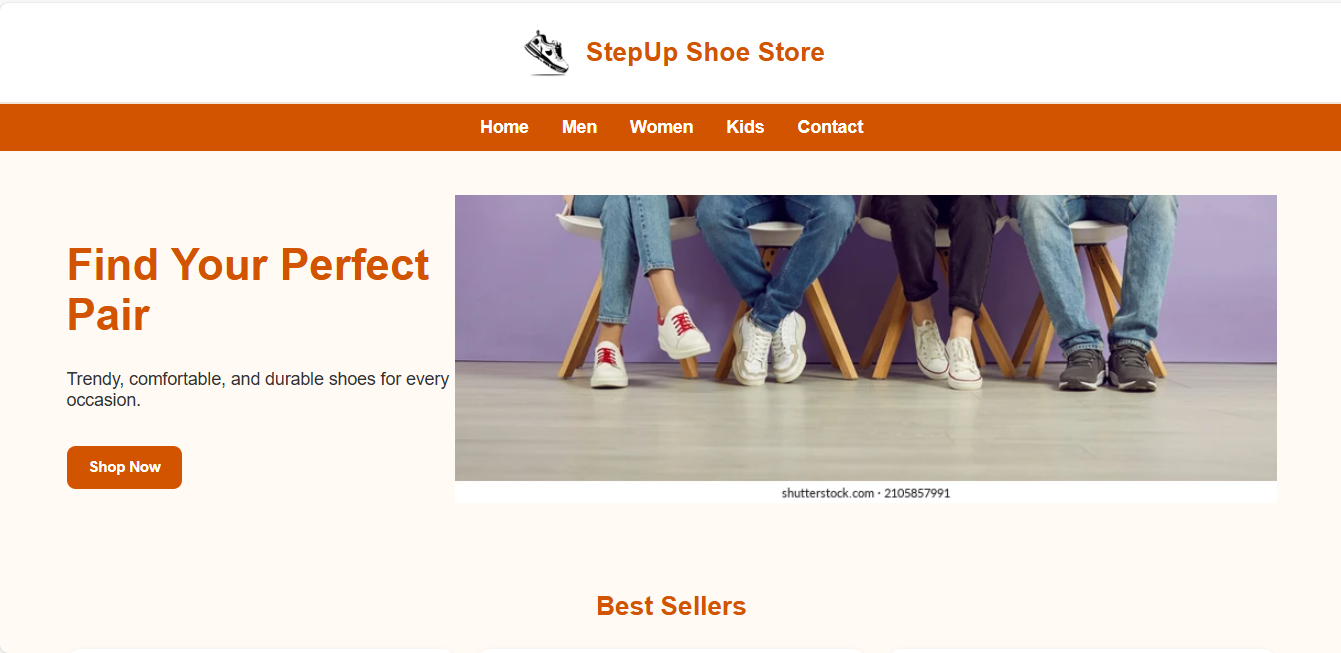 StepUp Shoe Store
Home Men Women Kids Contact
Find Your Perfect
Pair
Trendy, comfortable, and durable shoes for every
occasion.
Shop Now
shutterstock.com · 2105857991
Best Sellers